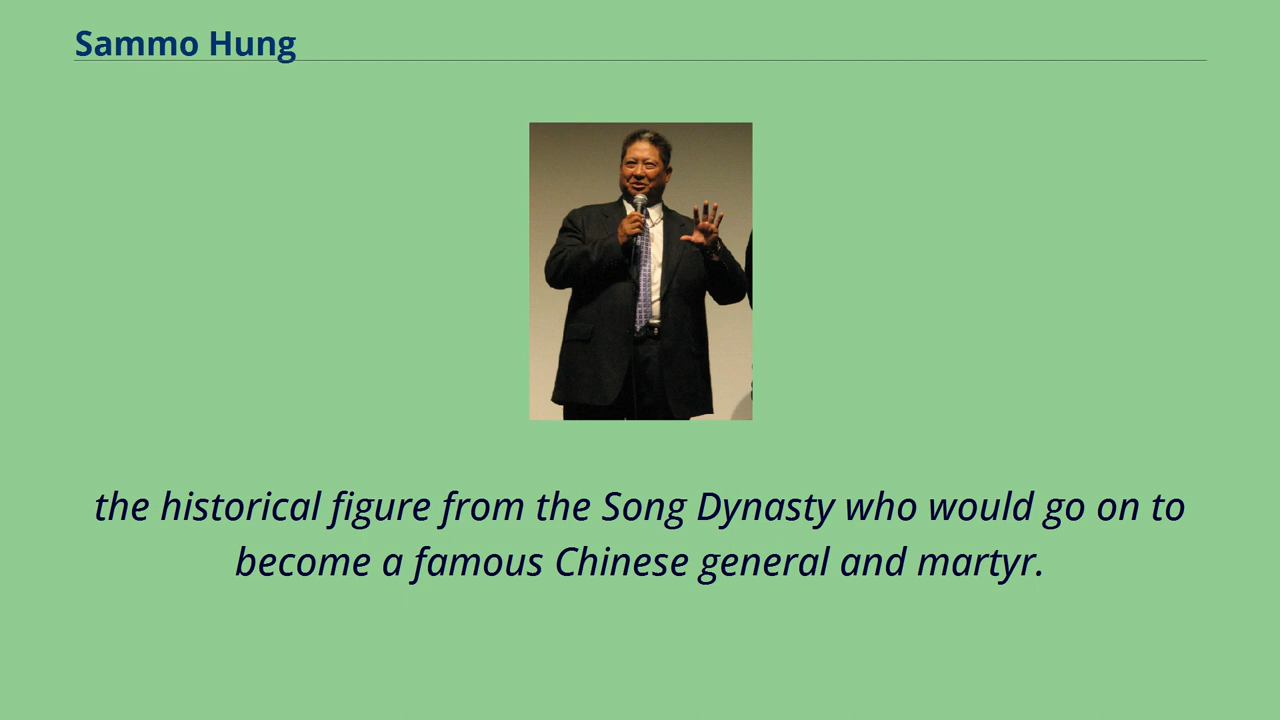 Sammo Hung
the historical figure from the Song Dynasty who would go on to
become a famous Chinese general and martyr.